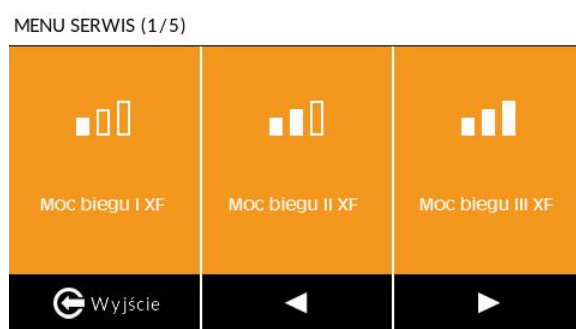 MENU SERWIS (1/5)
Moc biegu I XF
Moc biegu II XF
Moc biegu III XF
Wyjście